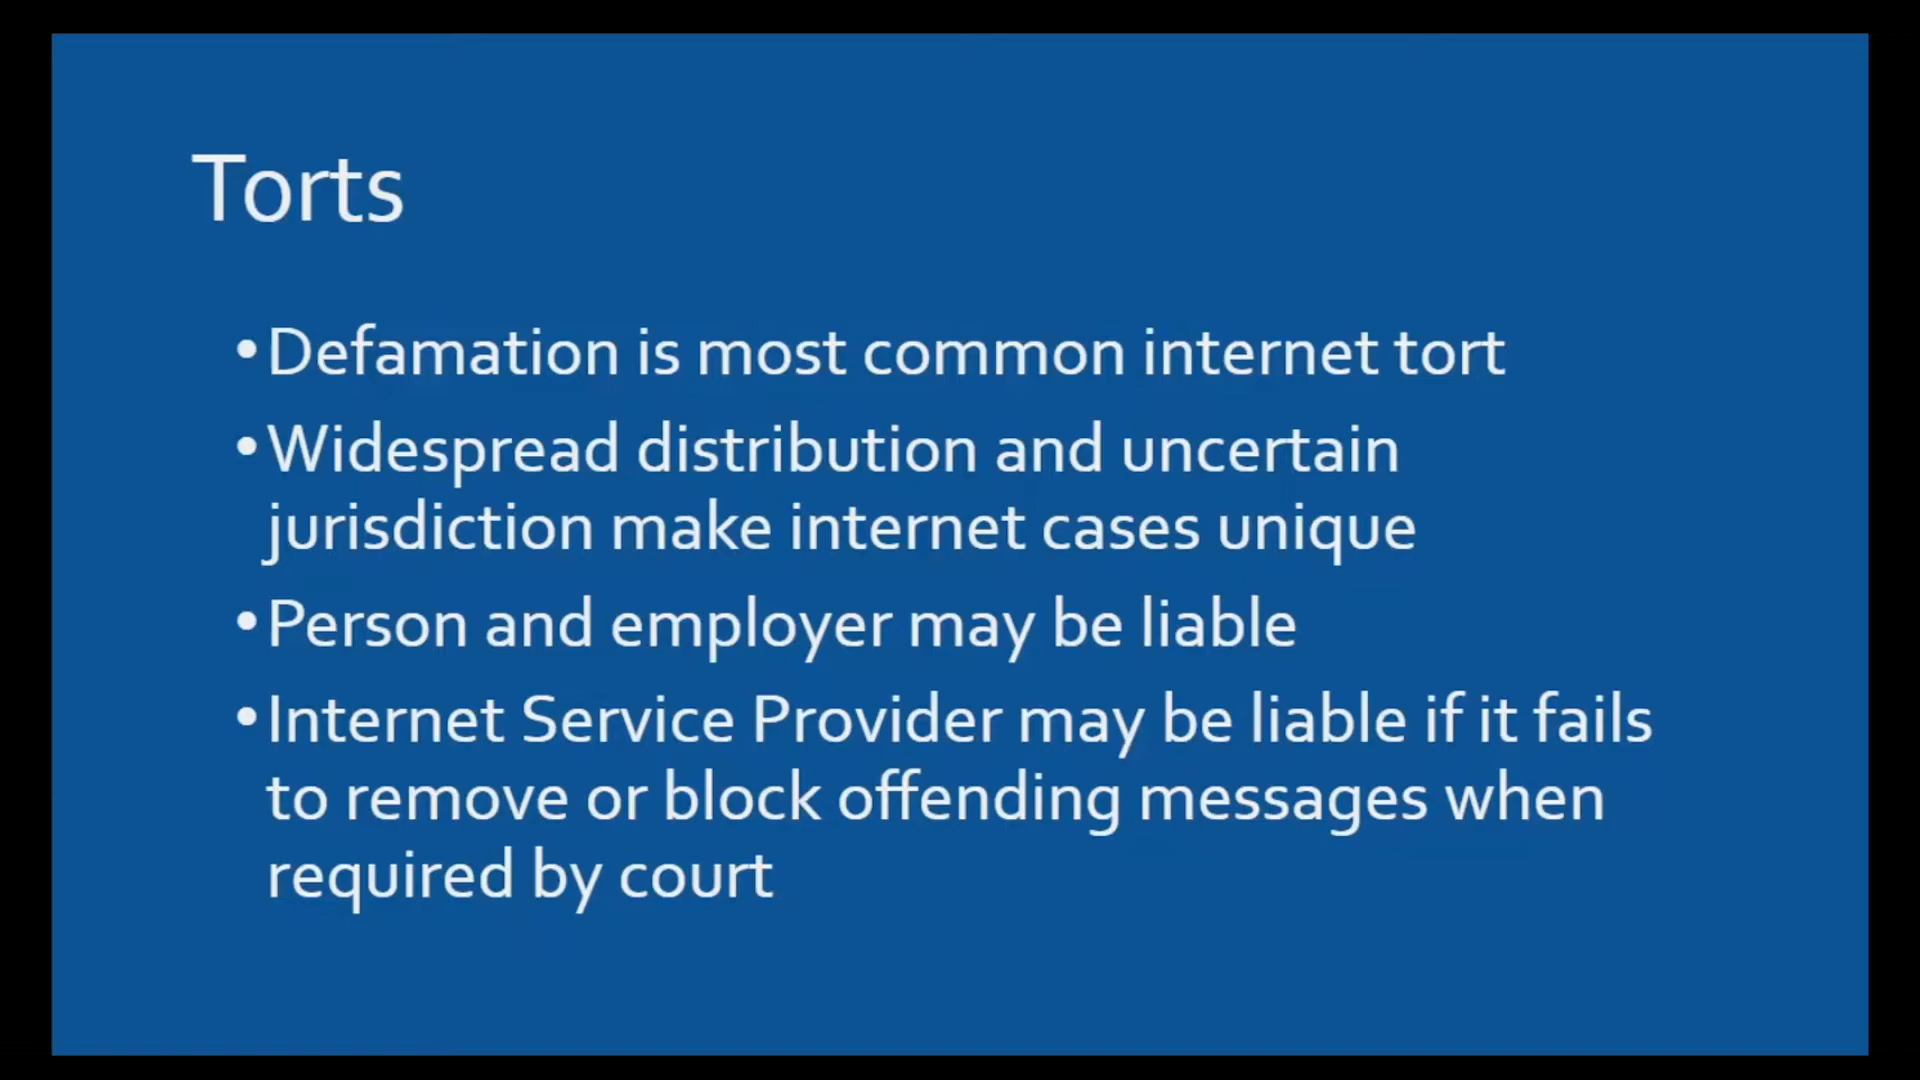 Torts
•Defamation is most common internet tort
•Widespread distribution and uncertain
jurisdiction make internet cases unique
•Person and employer may be liable
•Internet Service Provider may be liable if it fails
to remove or block offending messages when
required by court